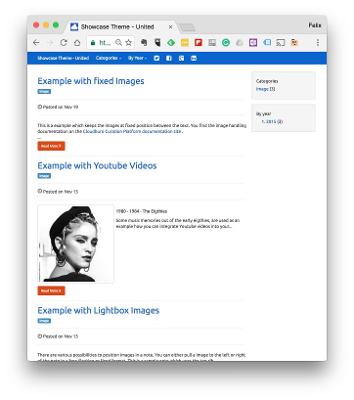 Showcase Theme - United
Felix
ht...
Showcase Theme - United Categories By Year
Example with fixed Images
Image
Posted on Nov 19
This is a example which keeps the images at fixed position between the text. You find the image handling
documentation on the Cloudburo Curation Platform documentation site .
...
Read More
Example with Youtube Videos
Image
Posted on Nov 15
1980 - 1984 - The Eighties
Some music memories out of the early eighties, are used as an
example how you can integrate Youtube videos into your...
Read More
Example with Lightbox Images
Image
Posted on Nov 15
There are various possibilities to position images in a note. You can either pull a image to the left or right
Categories
Image (3)
By year
1. 2015 (3)